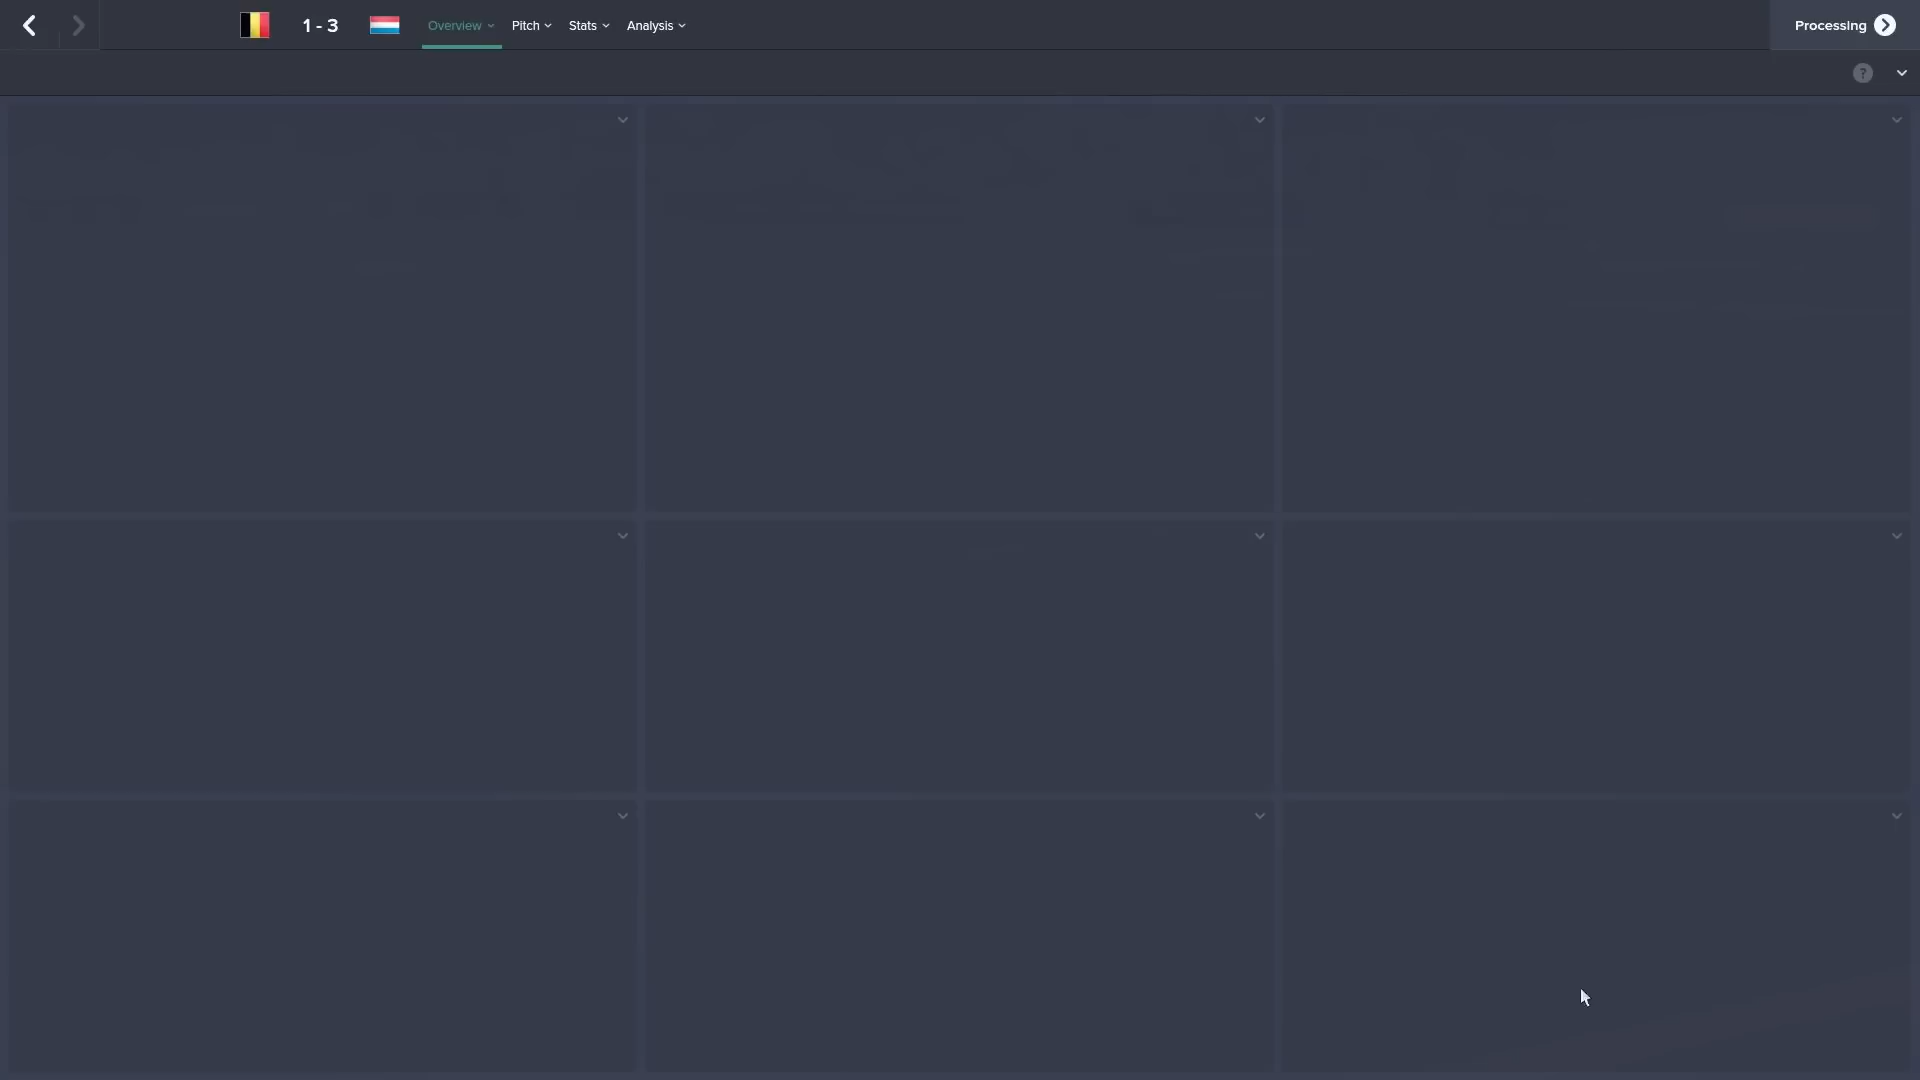 1 - 3
Overview
Pitch
Stats
Analysis
Processing
?